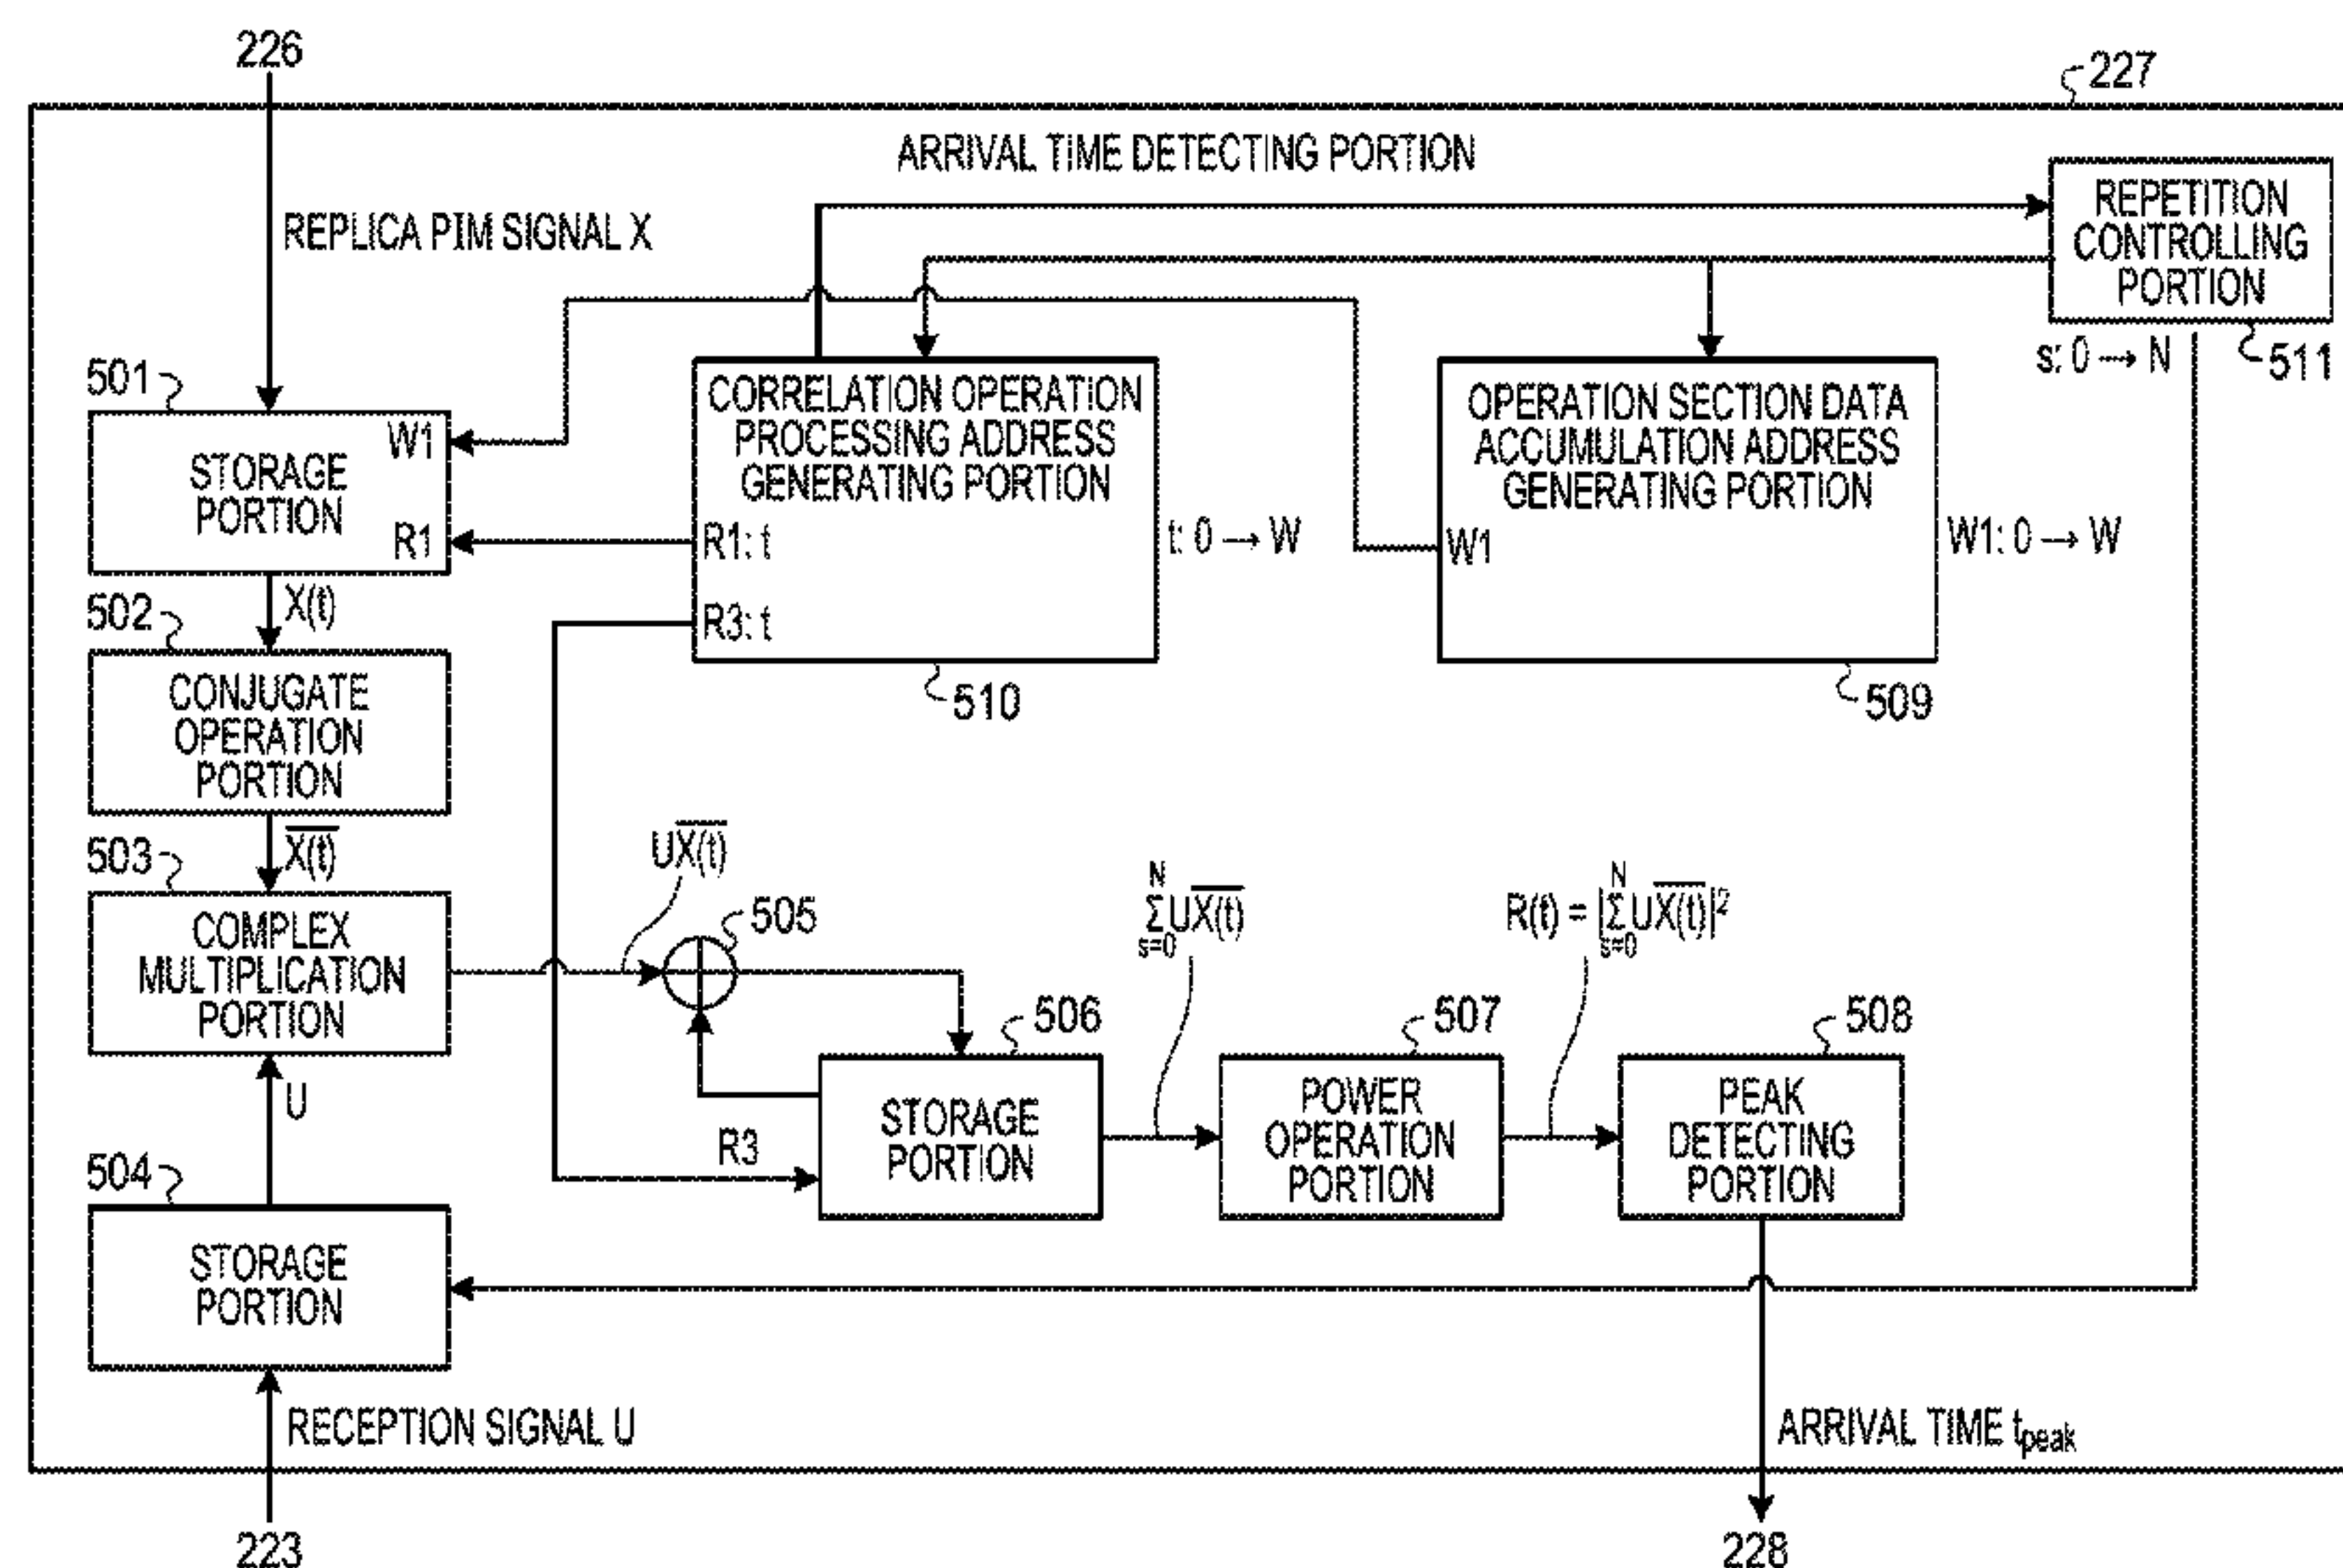 226
227
ARRIVAL TIME DETECTING PORTION
REPLICA PIM SIGNAL X
REPETITION
CONTROLLING
PORTION
s: 0 → N
511
501
W1
STORAGE
PORTION
R1
CORRELATION OPERATION
PROCESSING ADDRESS
GENERATING PORTION
R1: t
R3: t
t: 0 → W
510
OPERATION SECTION DATA
ACCUMULATION ADDRESS
GENERATING PORTION
W1
W1: 0 → W
509
X(t)
502
CONJUGATE
OPERATION
PORTION
X̅(̅t̅)̅
503
COMPLEX
MULTIPLICATION
PORTION
UX̅(̅t̅)̅
505
U
504
STORAGE
PORTION
R3
506
STORAGE
PORTION
N
ΣUX̅(̅t̅)̅
s=0
507
POWER
OPERATION
PORTION
N
R(t) = |ΣUX̅(̅t̅)̅|²
s=0
508
PEAK
DETECTING
PORTION
RECEPTION SIGNAL U
ARRIVAL TIME tpeak
223
228